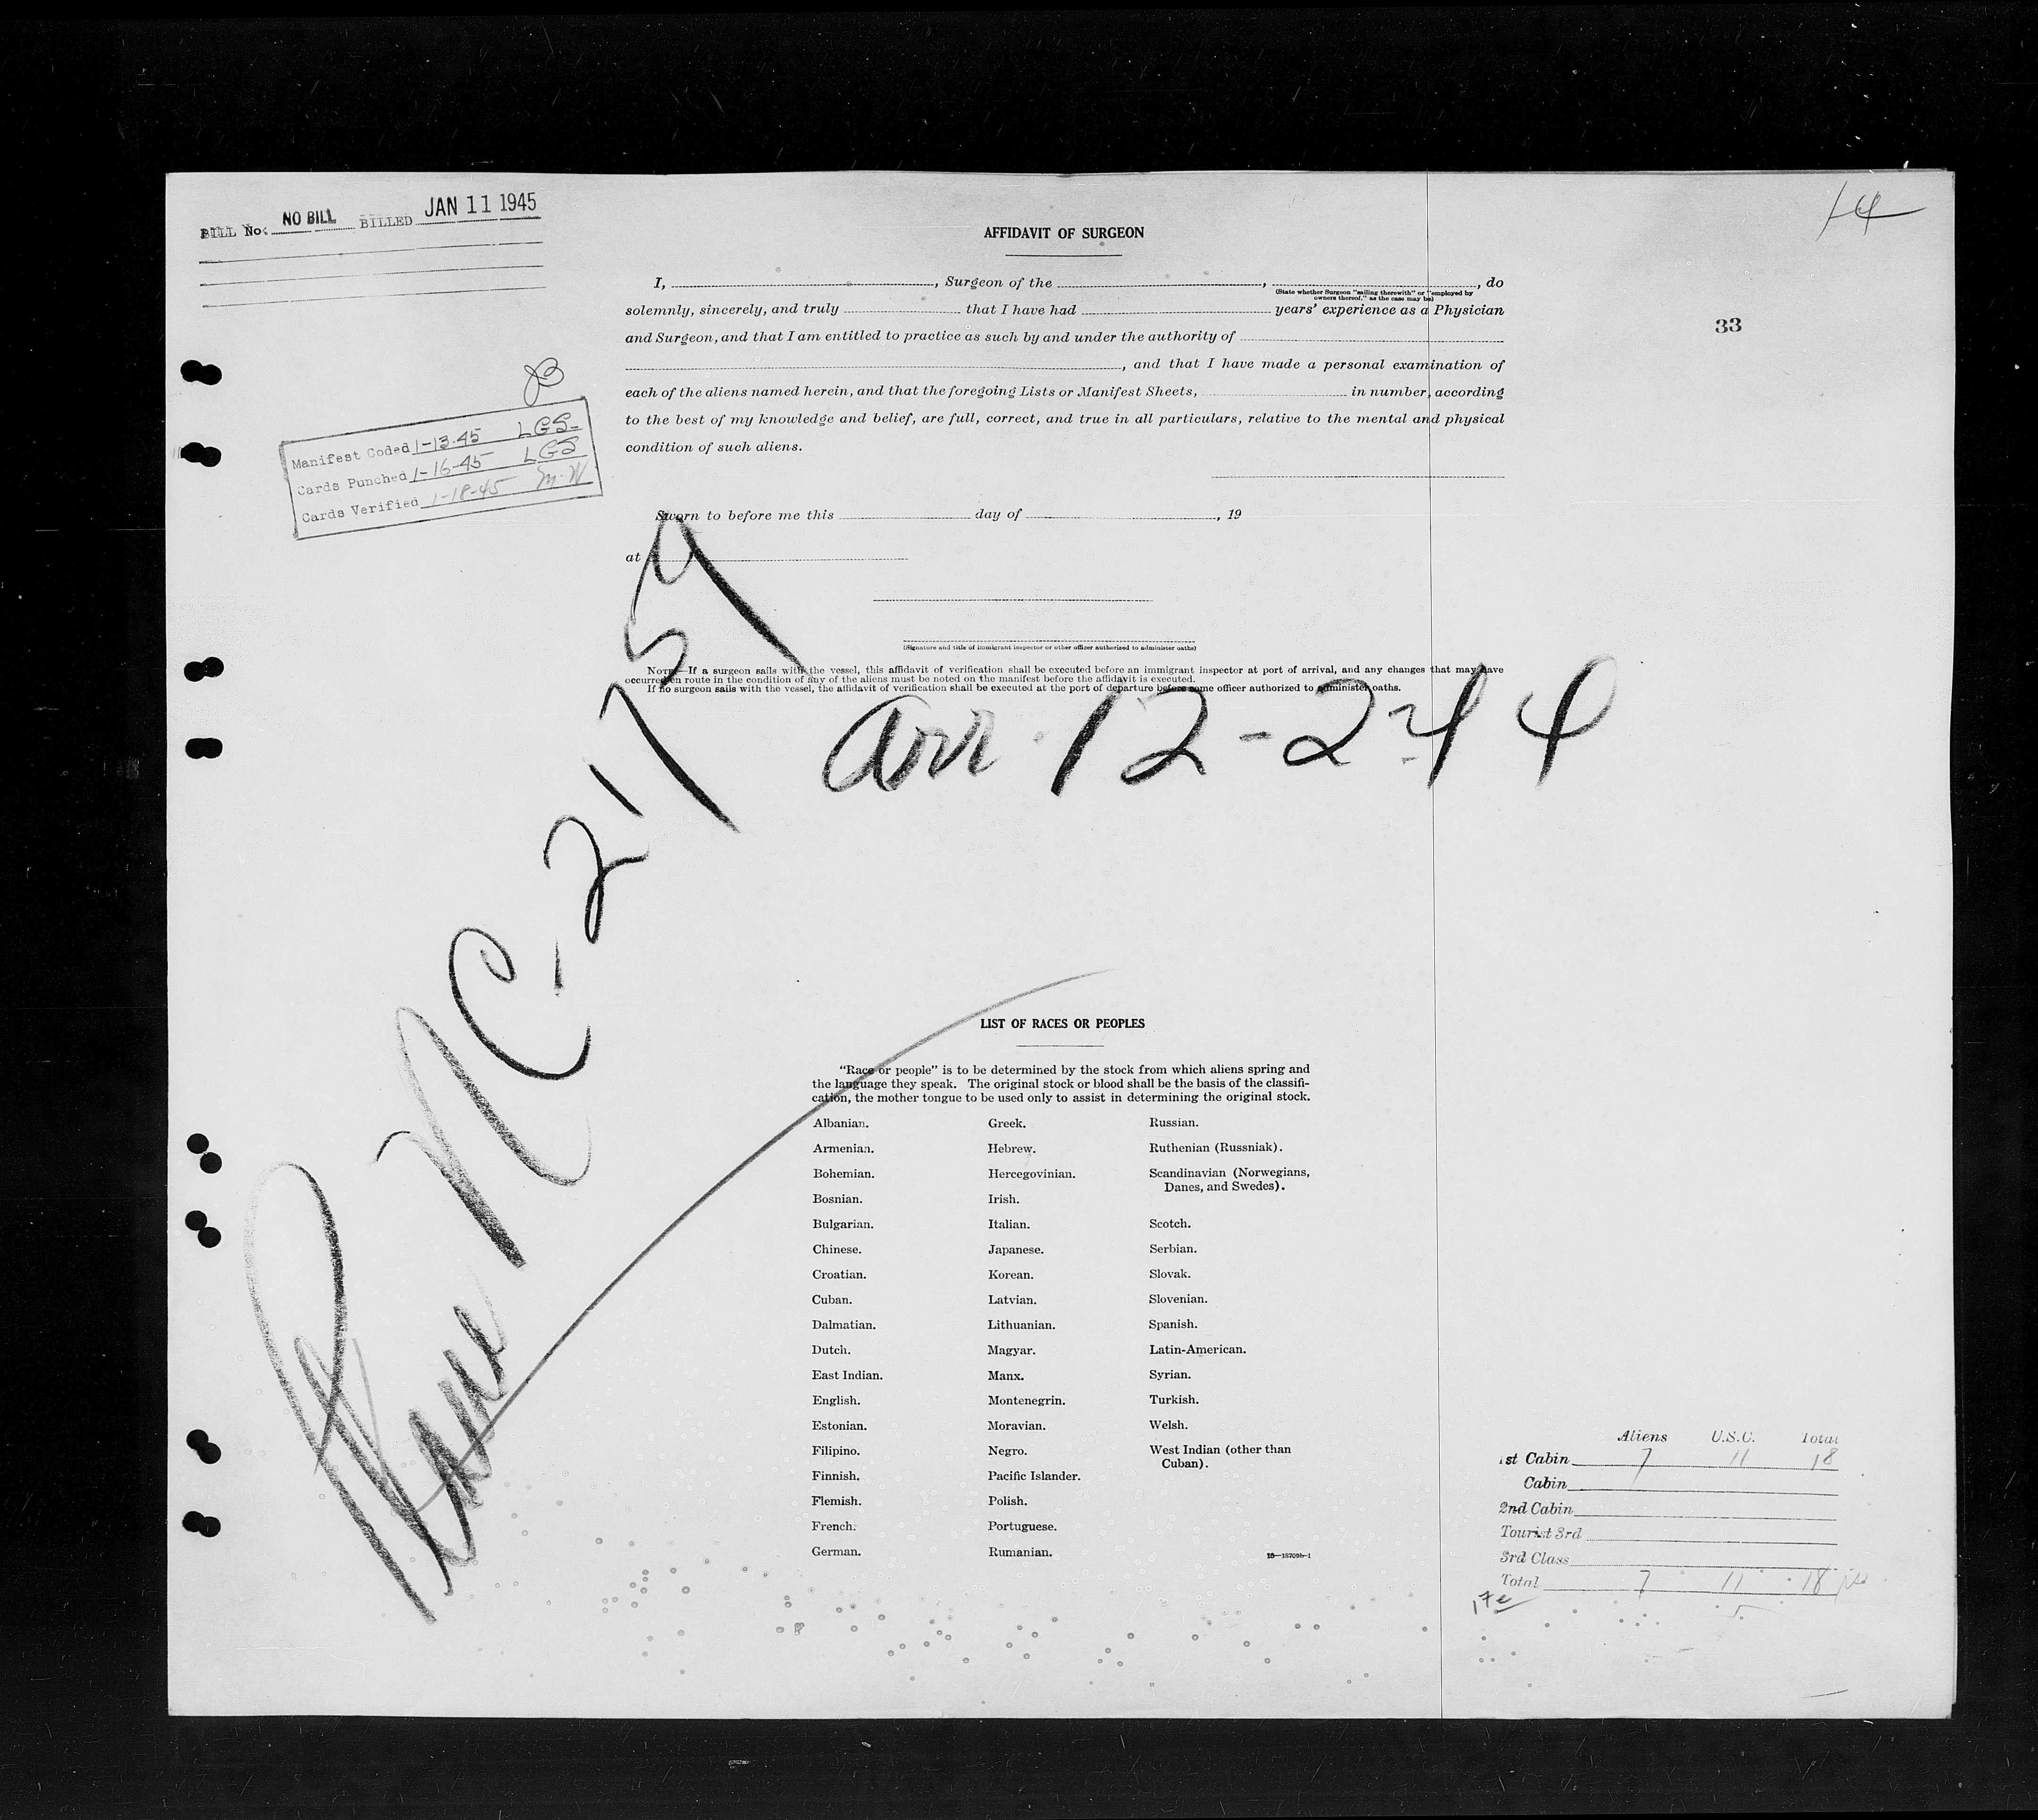 BILL No. NO BILL BILLED JAN 11 1945
14
33
AFFIDAVIT OF SURGEON
I, , Surgeon of the , , do
(State whether Surgeon "sailing therewith" or "employed by
owners thereof," as the case may be)
solemnly, sincerely, and truly that I have had years' experience as a Physician
and Surgeon, and that I am entitled to practice as such by and under the authority of
, and that I have made a personal examination of
each of the aliens named herein, and that the foregoing Lists or Manifest Sheets, in number, according
to the best of my knowledge and belief, are full, correct, and true in all particulars, relative to the mental and physical
condition of such aliens.
Manifest Coded 1-13-45 LGS
Cards Punched 1-16-45 LGS
Cards Verified 1-18-45 M.W
Sworn to before me this day of , 19
at
(Signature and title of immigrant inspector or other officer authorized to administer oaths)
NOTE.—If a surgeon sails with the vessel, this affidavit of verification shall be executed before an immigrant inspector at port of arrival, and any changes that may have
occurred en route in the condition of any of the aliens must be noted on the manifest before the affidavit is executed.
If no surgeon sails with the vessel, the affidavit of verification shall be executed at the port of departure before some officer authorized to administer oaths.
arr 12-2-44
Plane NC-21759
LIST OF RACES OR PEOPLES
"Race or people" is to be determined by the stock from which aliens spring and
the language they speak. The original stock or blood shall be the basis of the classifi-
cation, the mother tongue to be used only to assist in determining the original stock.
Albanian. Greek. Russian.
Armenian. Hebrew. Ruthenian (Russniak).
Bohemian. Hercegovinian. Scandinavian (Norwegians,
Danes, and Swedes).
Bosnian. Irish.
Bulgarian. Italian. Scotch.
Chinese. Japanese. Serbian.
Croatian. Korean. Slovak.
Cuban. Latvian. Slovenian.
Dalmatian. Lithuanian. Spanish.
Dutch. Magyar. Latin-American.
East Indian. Manx. Syrian.
English. Montenegrin. Turkish.
Estonian. Moravian. Welsh.
Filipino. Negro. West Indian (other than
Cuban).
Finnish. Pacific Islander.
Flemish. Polish.
French. Portuguese.
German. Rumanian.
Aliens U.S.C. Total
1st Cabin 7 11 18
Cabin
2nd Cabin
Tourist 3rd
3rd Class
Total 7 11 18